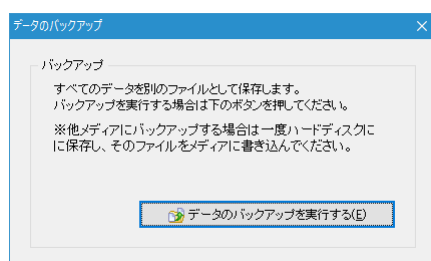 データのバックアップ
バックアップ
すべてのデータを別のファイルとして保存します。
バックアップを実行する場合は下のボタンを押してください。
※他メディアにバックアップする場合は一度ハードディスクに
に保存し、そのファイルをメディアに書き込んでください。
データのバックアップを実行する(E)